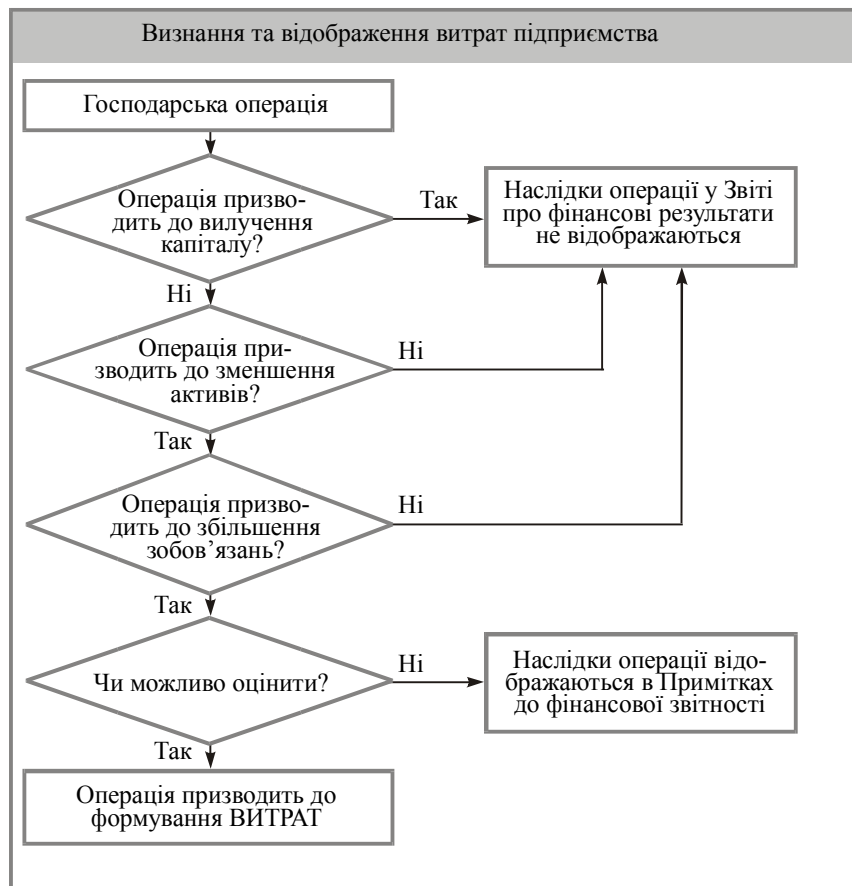 Визнання та відображення витрат підприємства
Господарська операція
Операція призво-
дить до вилучення
капіталу?
Так
Наслідки операції у Звіті
про фінансові результати
не відображаються
Ні
Операція при-
зводить до зменшення
активів?
Ні
Так
Операція призво-
дить до збільшення
зобов’язань?
Ні
Так
Чи можливо оцінити?
Ні
Наслідки операції відо-
бражаються в Примітках
до фінансової звітності
Так
Операція призводить до
формування ВИТРАТ